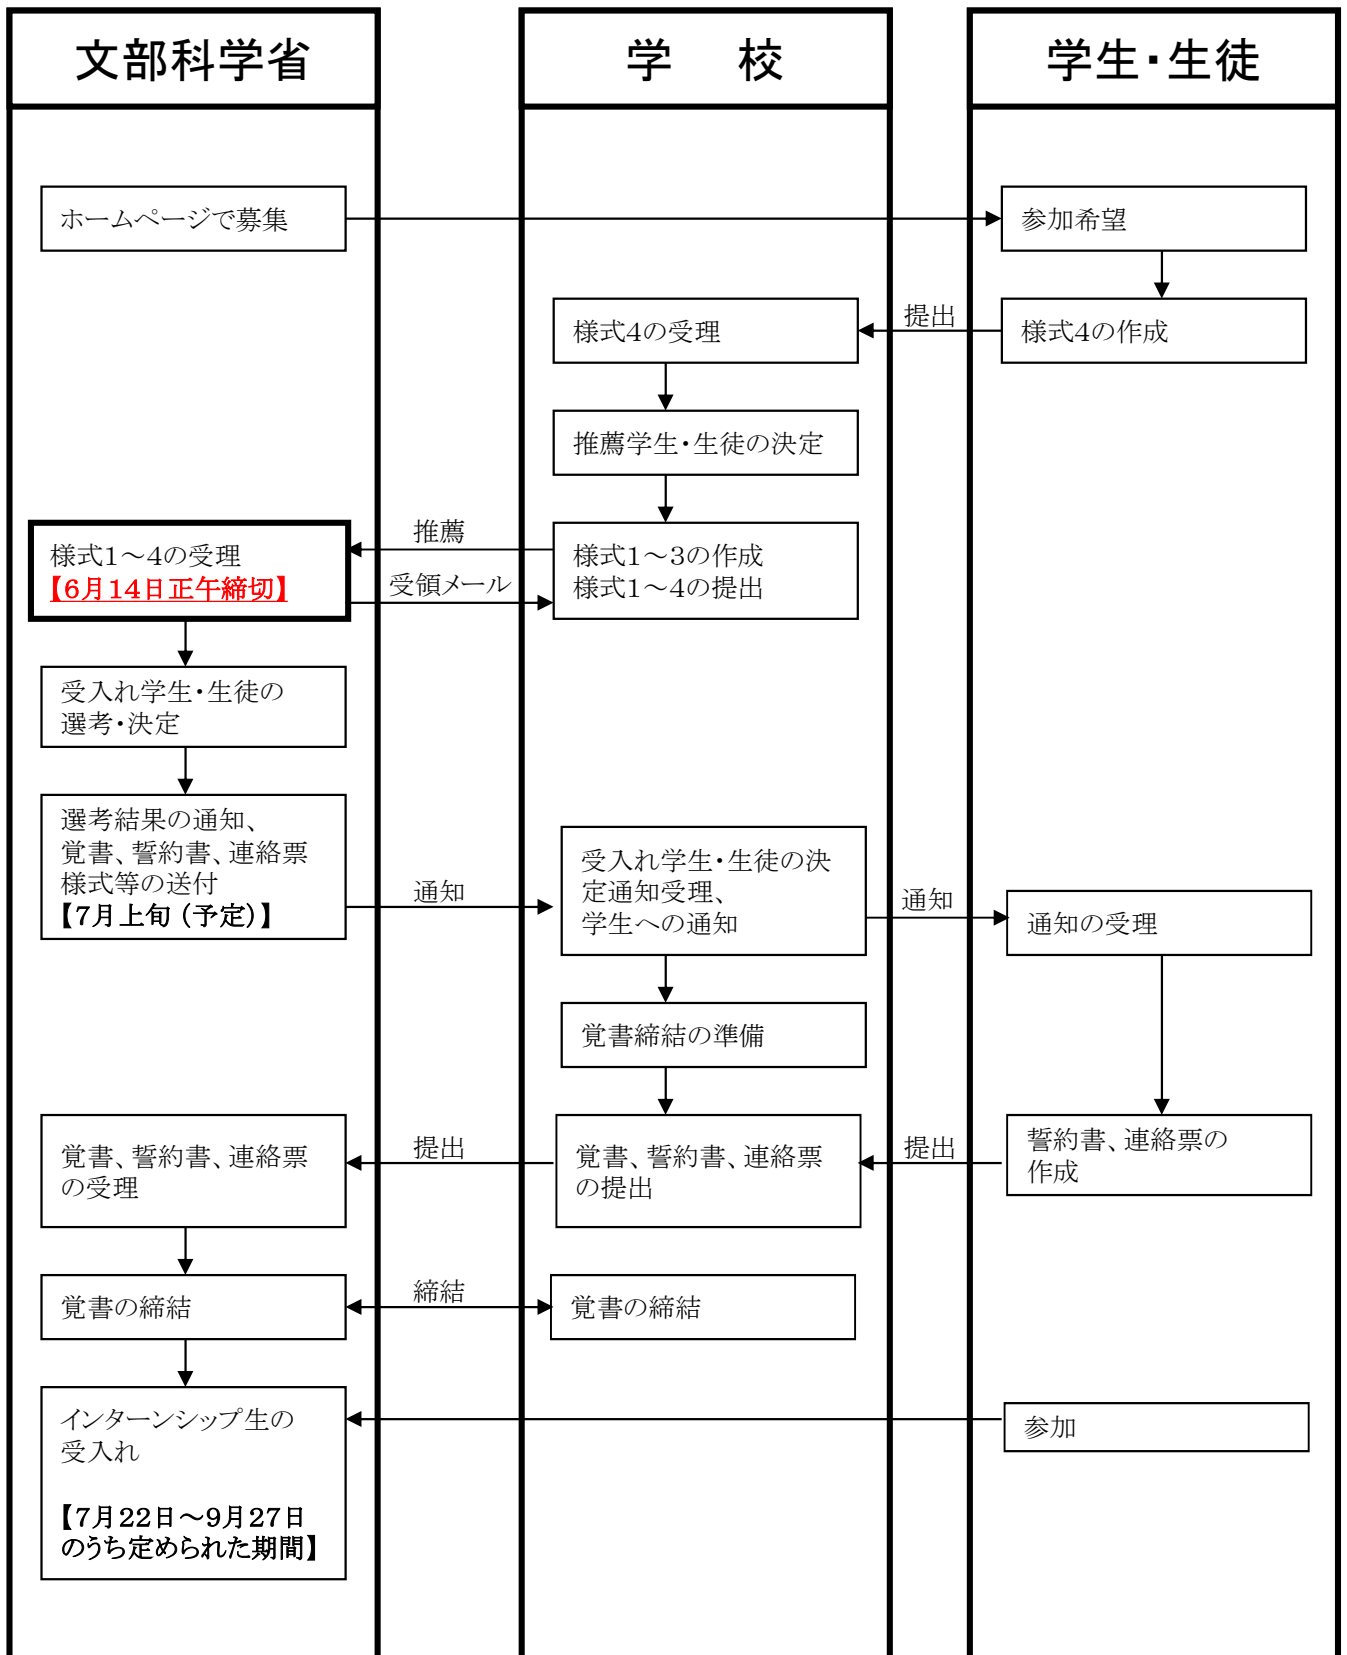 文部科学省
学 校
学生・生徒
ホームページで募集
参加希望
様式4の受理
提出
様式4の作成
推薦学生・生徒の決定
様式1～4の受理
【6月14日正午締切】
推薦
受領メール
様式1～3の作成
様式1～4の提出
受入れ学生・生徒の
選考・決定
選考結果の通知、
覚書、誓約書、連絡票
様式等の送付
【7月上旬（予定）】
通知
受入れ学生・生徒の決
定通知受理、
学生への通知
通知
通知の受理
覚書締結の準備
覚書、誓約書、連絡票
の受理
提出
覚書、誓約書、連絡票
の提出
提出
誓約書、連絡票の
作成
覚書の締結
締結
覚書の締結
インターンシップ生の
受入れ
【7月22日～9月27日
のうち定められた期間】
参加